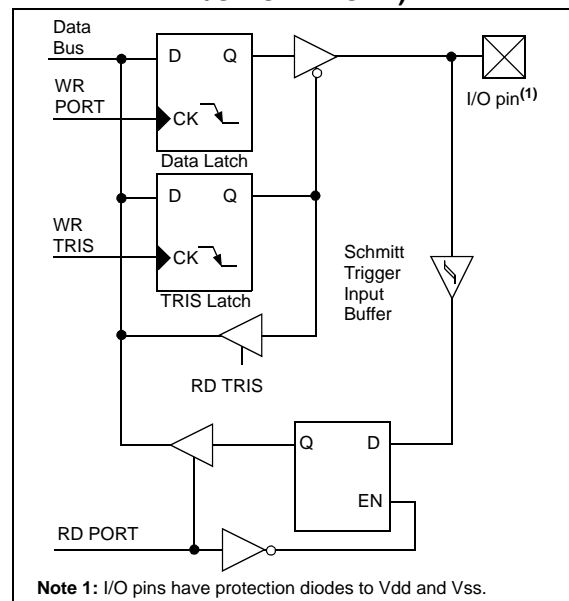 Data
Bus
D Q
WR
PORT
CK
I/O pin(1)
Data Latch
D Q
WR
TRIS
CK
TRIS Latch
Schmitt
Trigger
Input
Buffer
RD TRIS
Q D
EN
RD PORT
Note 1: I/O pins have protection diodes to Vdd and Vss.